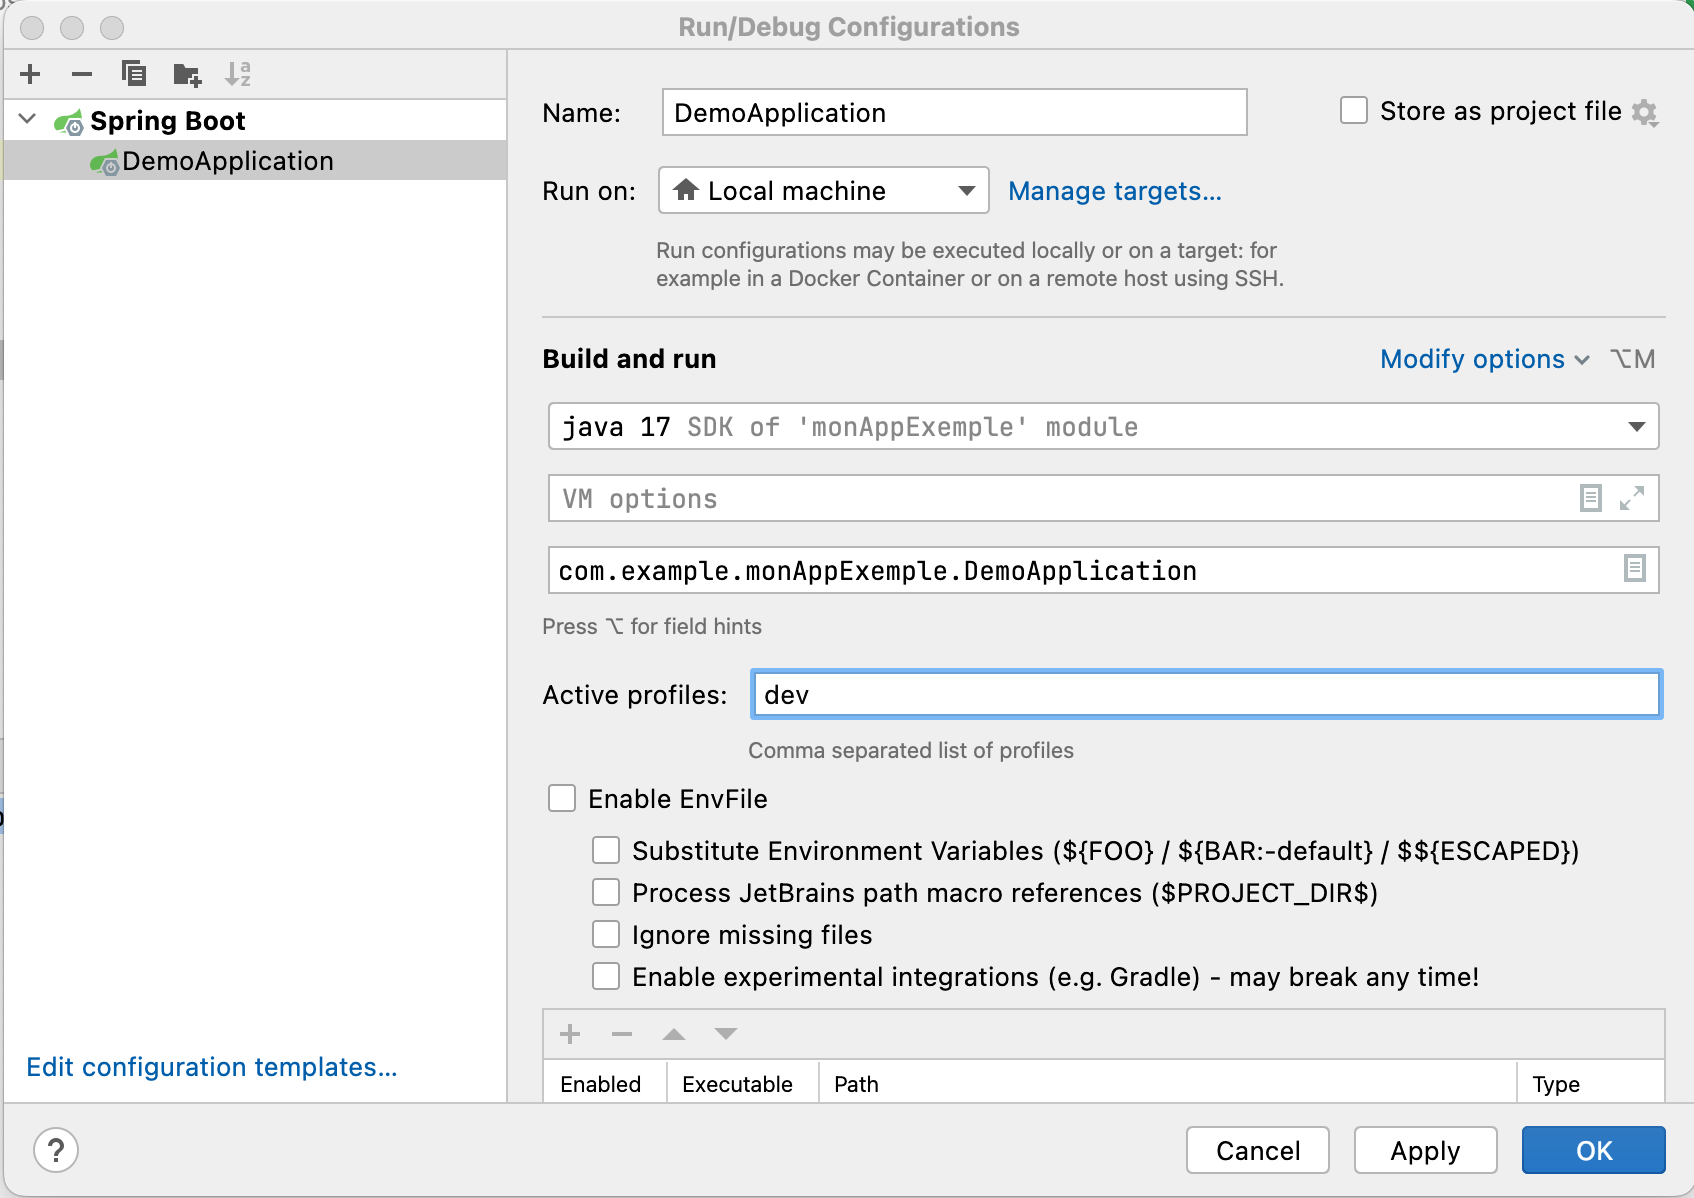 Run/Debug Configurations
Spring Boot
DemoApplication
Edit configuration templates...
Name: DemoApplication
Store as project file
Run on: Local machine Manage targets...
Run configurations may be executed locally or on a target: for
example in a Docker Container or on a remote host using SSH.
Build and run
Modify options ⌥M
java 17 SDK of 'monAppExemple' module
VM options
com.example.monAppExemple.DemoApplication
Press ⌥ for field hints
Active profiles: dev
Comma separated list of profiles
Enable EnvFile
Substitute Environment Variables (${FOO} / ${BAR:-default} / $${ESCAPED})
Process JetBrains path macro references ($PROJECT_DIR$)
Ignore missing files
Enable experimental integrations (e.g. Gradle) - may break any time!
Enabled Executable Path Type
? Cancel Apply OK